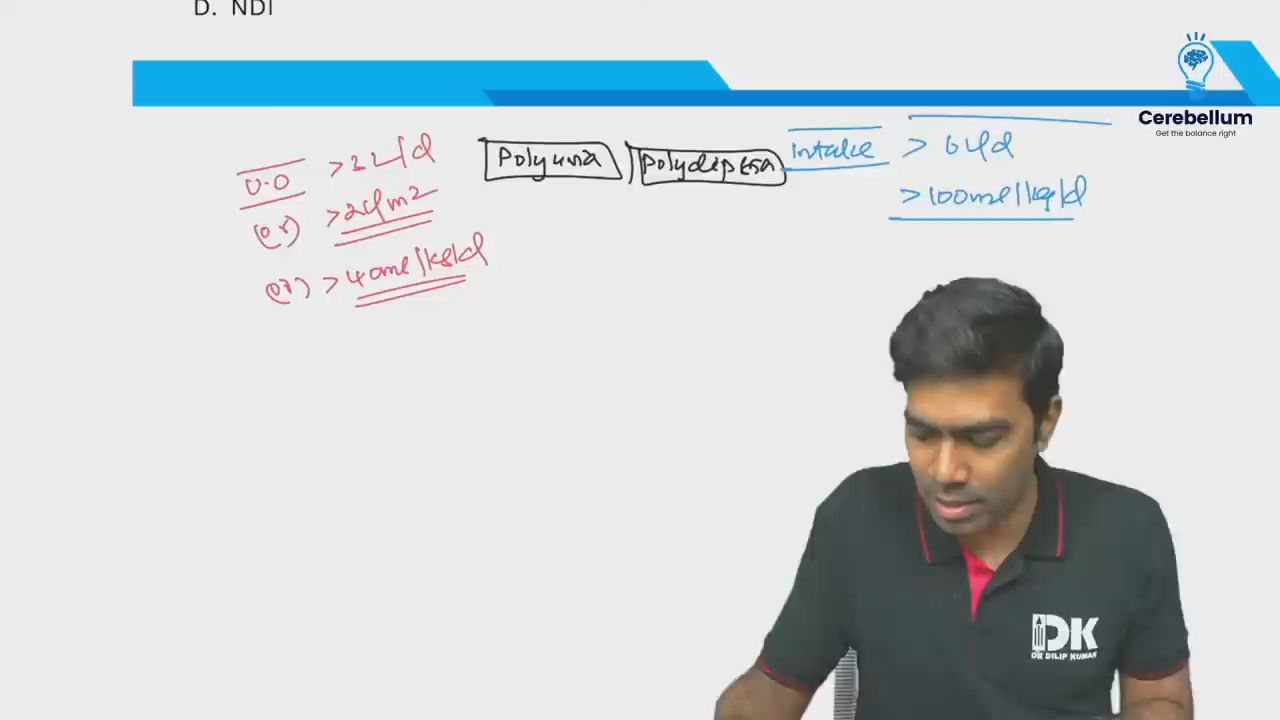 D. NDI
Cerebellum
Get the balance right
U.O >2L/d
(or) >2L/m2
(or) >40ml/kg/d
Polyuria Polydipsia
Intake > 6L/d
>100ml/kg/d
DK
DR DILIP KUMAR